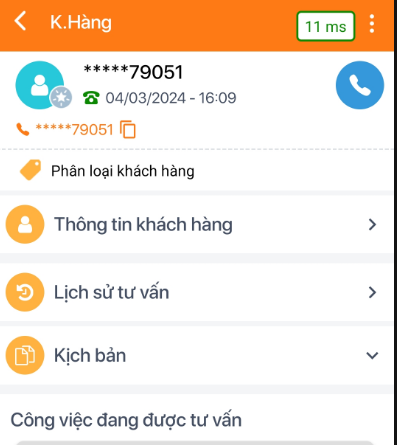 K.Hàng
11 ms
*****79051
04/03/2024 - 16:09
*****79051
Phân loại khách hàng
Thông tin khách hàng
Lịch sử tư vấn
Kịch bản
Công việc đang được tư vấn